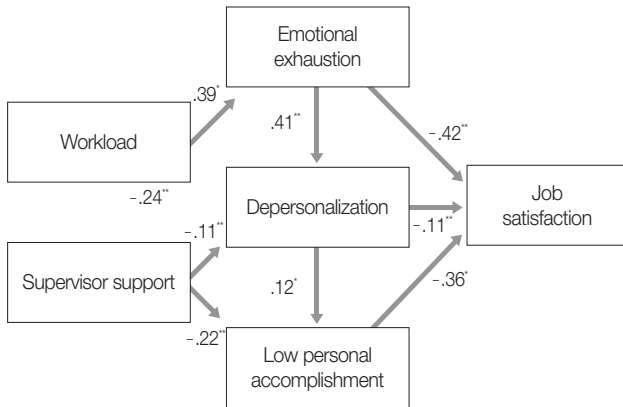 Emotional
exhaustion
.39*
.41**
-.42**
Workload
-.24**
Depersonalization
Job
satisfaction
-.11**
-.11**
Supervisor support
.12*
-.36*
-.22**
Low personal
accomplishment